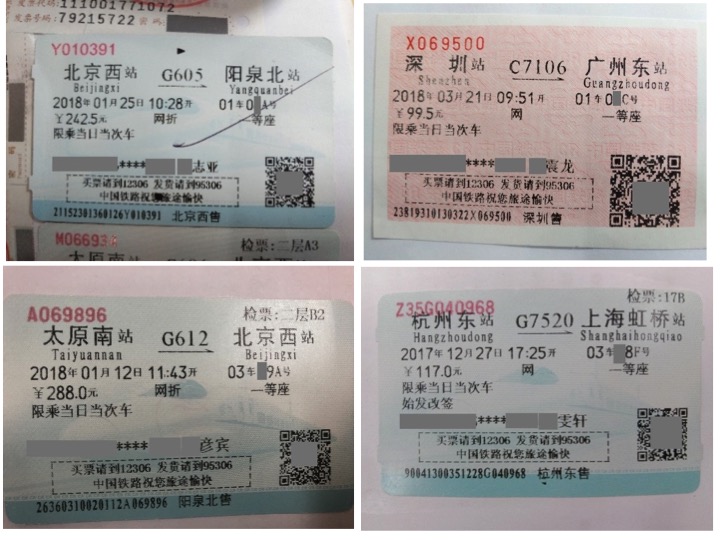 111001771072
发票号码:79215722 密码:
Y010391
北京西站 G605 阳泉北站
Beijingxi Yangquanbei
2018年01月25日 10:28开 01车0 A号
￥242.5元 网折 一等座
限乘当日当次车
****志亚
买票请到12306 发货请到95306
中国铁路祝您旅途愉快
21152301360126Y010391 北京西售
M06693 检票:二层A3
太原南站
X069500
深圳站 C7106 广州东站
Shenzhen Guangzhoudong
2018年03月21日 09:51开 01车0 C号
￥99.5元 网 一等座
限乘当日当次车
****震龙
买票请到12306 发货请到95306
中国铁路祝您旅途愉快
23819310130322X069500 深圳售
A069896 检票:二层B2
太原南站 G612 北京西站
Taiyuannan Beijingxi
2018年01月12日 11:43开 03车 9A号
￥288.0元 网折 一等座
限乘当日当次车
****彦宾
买票请到12306 发货请到95306
中国铁路祝您旅途愉快
26360310020112A069896 阳泉北售
检票:17B
Z35G040968
杭州东站 G7520 上海虹桥站
Hangzhoudong Shanghaihongqiao
2017年12月27日 17:25开 03车 8F号
￥117.0元 网 一等座
限乘当日当次车
始发改签
****雯轩
买票请到12306 发货请到95306
中国铁路祝您旅途愉快
90041300351228G040968 杭州东售